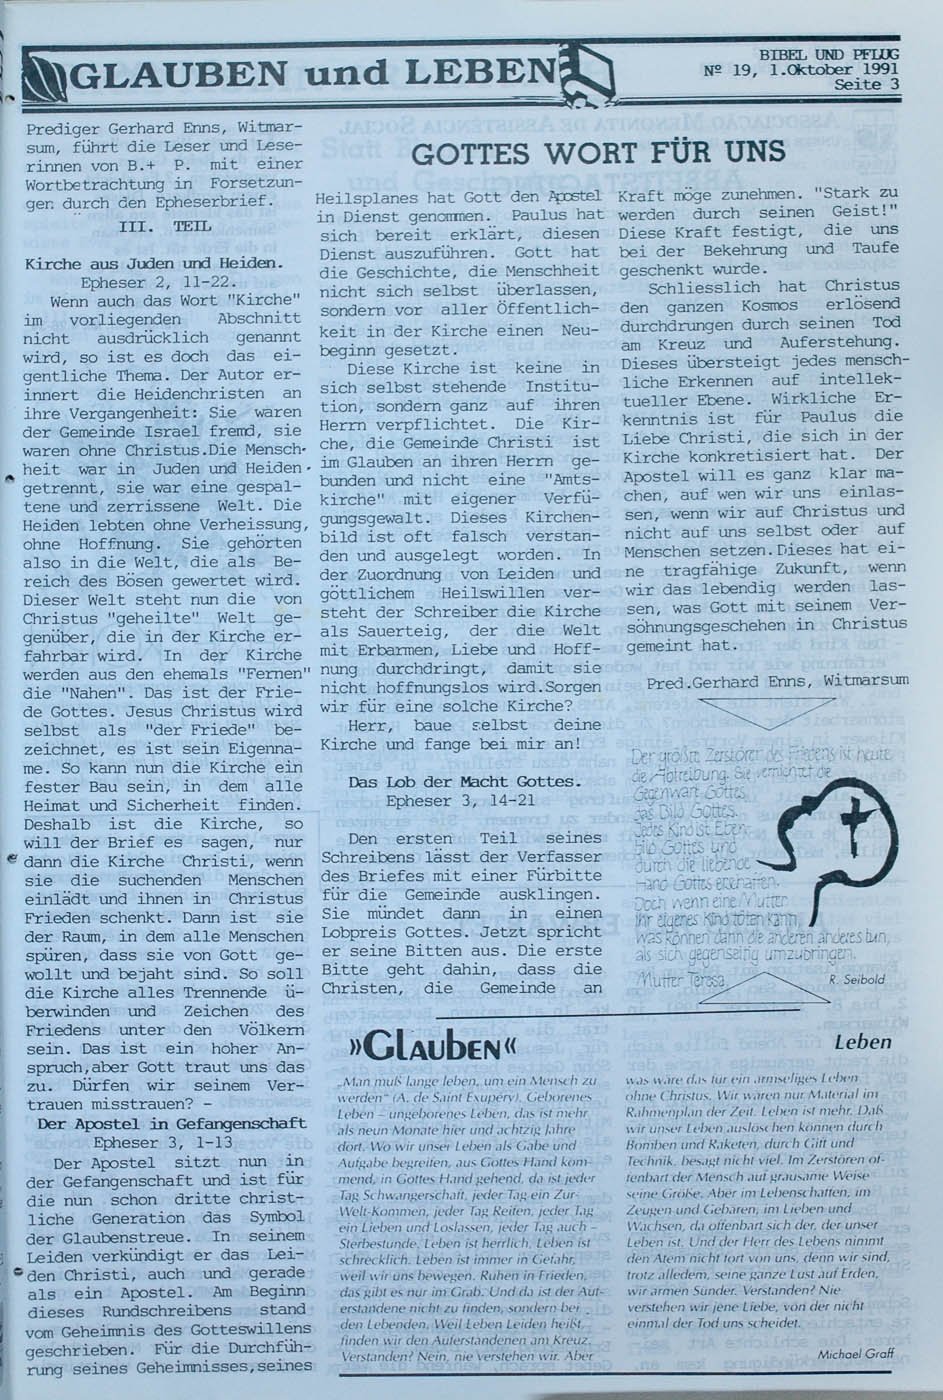 GLAUBEN und LEBEN
BIBEL UND PFLUG
Nº 19, 1.Oktober 1991
Seite 3
Prediger Gerhard Enns, Witmar-
sum, führt die Leser und Lese-
rinnen von B.+ P. mit einer
Wortbetrachtung in Forsetzun-
gen durch den Epheserbrief.
III. TEIL
Kirche aus Juden und Heiden.
Epheser 2, 11-22.
Wenn auch das Wort "Kirche"
im vorliegenden Abschnitt
nicht ausdrücklich genannt
wird, so ist es doch das ei-
gentliche Thema. Der Autor er-
innert die Heidenchristen an
ihre Vergangenheit: Sie waren
der Gemeinde Israel fremd, sie
waren ohne Christus.Die Mensch-
heit war in Juden und Heiden
getrennt, sie war eine gespal-
tene und zerrissene Welt. Die
Heiden lebten ohne Verheissung,
ohne Hoffnung. Sie gehörten
also in die Welt, die als Be-
reich des Bösen gewertet wird.
Dieser Welt steht nun die von
Christus "geheilte" Welt ge-
genüber, die in der Kirche er-
fahrbar wird. In der Kirche
werden aus den ehemals "Fernen"
die "Nahen". Das ist der Frie-
de Gottes. Jesus Christus wird
selbst als "der Friede" be-
zeichnet, es ist sein Eigenna-
me. So kann nun die Kirche ein
fester Bau sein, in dem alle
Heimat und Sicherheit finden.
Deshalb ist die Kirche, so
will der Brief es sagen, nur
dann die Kirche Christi, wenn
sie die suchenden Menschen
einlädt und ihnen in Christus
Frieden schenkt. Dann ist sie
der Raum, in dem alle Menschen
spüren, dass sie von Gott ge-
wollt und bejaht sind. So soll
die Kirche alles Trennende ü-
berwinden und Zeichen des
Friedens unter den Völkern
sein. Das ist ein hoher An-
spruch,aber Gott traut uns das
zu. Dürfen wir seinem Ver-
trauen misstrauen? -
Der Apostel in Gefangenschaft
Epheser 3, 1-13
Der Apostel sitzt nun in
der Gefangenschaft und ist für
die nun schon dritte christ-
liche Generation das Symbol
der Glaubenstreue. In seinem
Leiden verkündigt er das Lei-
den Christi, auch und gerade
als ein Apostel. Am Beginn
dieses Rundschreibens stand
vom Geheimnis des Gotteswillens
geschrieben. Für die Durchfüh-
rung seines Geheimnisses,seines
GOTTES WORT FÜR UNS
Heilsplanes hat Gott den Apostel
in Dienst genommen. Paulus hat
sich bereit erklärt, diesen
Dienst auszuführen. Gott hat
die Geschichte, die Menschheit
nicht sich selbst überlassen,
sondern vor aller Öffentlich-
keit in der Kirche einen Neu-
beginn gesetzt.
Diese Kirche ist keine in
sich selbst stehende Institu-
tion, sondern ganz auf ihren
Herrn verpflichtet. Die Kir-
che, die Gemeinde Christi ist
im Glauben an ihren Herrn ge-
bunden und nicht eine "Amts-
kirche" mit eigener Verfü-
gungsgewalt. Dieses Kirchen-
bild ist oft falsch verstan-
den und ausgelegt worden. In
der Zuordnung von Leiden und
göttlichem Heilswillen ver-
steht der Schreiber die Kirche
als Sauerteig, der die Welt
mit Erbarmen, Liebe und Hoff-
nung durchdringt, damit sie
nicht hoffnungslos wird.Sorgen
wir für eine solche Kirche?
Herr, baue selbst deine
Kirche und fange bei mir an!
Das Lob der Macht Gottes.
Epheser 3, 14-21
Den ersten Teil seines
Schreibens lässt der Verfasser
des Briefes mit einer Fürbitte
für die Gemeinde ausklingen.
Sie mündet dann in einen
Lobpreis Gottes. Jetzt spricht
er seine Bitten aus. Die erste
Bitte geht dahin, dass die
Christen, die Gemeinde an
Kraft möge zunehmen. "Stark zu
werden durch seinen Geist!"
Diese Kraft festigt, die uns
bei der Bekehrung und Taufe
geschenkt wurde.
Schliesslich hat Christus
den ganzen Kosmos erlösend
durchdrungen durch seinen Tod
am Kreuz und Auferstehung.
Dieses übersteigt jedes mensch-
liche Erkennen auf intellek-
tueller Ebene. Wirkliche Er-
kenntnis ist für Paulus die
Liebe Christi, die sich in der
Kirche konkretisiert hat. Der
Apostel will es ganz klar ma-
chen, auf wen wir uns einlas-
sen, wenn wir auf Christus und
nicht auf uns selbst oder auf
Menschen setzen.Dieses hat ei-
ne tragfähige Zukunft, wenn
wir das lebendig werden las-
sen, was Gott mit seinem Ver-
söhnungsgeschehen in Christus
gemeint hat.
Pred.Gerhard Enns, Witmarsum
Der größte Zerstörer des Friedens ist heute
die Abtreibung. Sie vernichtet die
Gegenwart Gottes,
das Bild Gottes.
Jedes Kind ist Eben-
bild Gottes und
durch die liebende
Hand Gottes erschaffen.
Doch wenn eine Mutter
ihr eigenes Kind töten kann,
was können dann die anderen anderes tun,
als sich gegenseitig umzubringen.
Mutter Teresa
R. Seibold
»GLAUBEN«
Leben
„Man muß lange leben, um ein Mensch zu
werden“ (A. de Saint Exupéry). Geborenes
Leben – ungeborenes Leben, das ist mehr
als neun Monate hier und achtzig Jahre
dort. Wo wir unser Leben als Gabe und
Aufgabe begreifen, aus Gottes Hand kom-
mend, in Gottes Hand gehend, da ist jeder
Tag Schwangerschaft, jeder Tag ein Zur-
Welt-Kommen, jeder Tag Reifen, jeder Tag
ein Lieben und Loslassen, jeder Tag auch –
Sterbestunde. Leben ist herrlich, Leben ist
schrecklich. Leben ist immer in Gefahr,
weil wir uns bewegen. Ruhen in Frieden,
das gibt es nur im Grab. Und da ist der Auf-
erstandene nicht zu finden, sondern bei
den Lebenden. Weil Leben Leiden heißt,
finden wir den Auferstandenen am Kreuz.
Verstanden? Nein, nie verstehen wir. Aber
was wäre das für ein armseliges Leben
ohne Christus. Wir wären nur Material im
Rahmenplan der Zeit. Leben ist mehr. Daß
wir unser Leben auslöschen können durch
Bomben und Raketen, durch Gift und
Technik, besagt nicht viel. Im Zerstören of-
fenbart der Mensch auf grausame Weise
seine Größe. Aber im Lebenschaffen, im
Zeugen und Gebären, im Lieben und
Wachsen, da offenbart sich der, der unser
Leben ist. Und der Herr des Lebens nimmt
den Atem nicht fort von uns, denn wir sind,
trotz alledem, seine ganze Lust auf Erden,
wir armen Sünder. Verstanden? Nie
verstehen wir jene Liebe, von der nicht
einmal der Tod uns scheidet.
Michael Graff